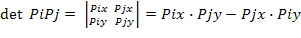 det PiPj = |Pix Pjx Piy Pjy| = Pix · Pjy − Pjx · Piy